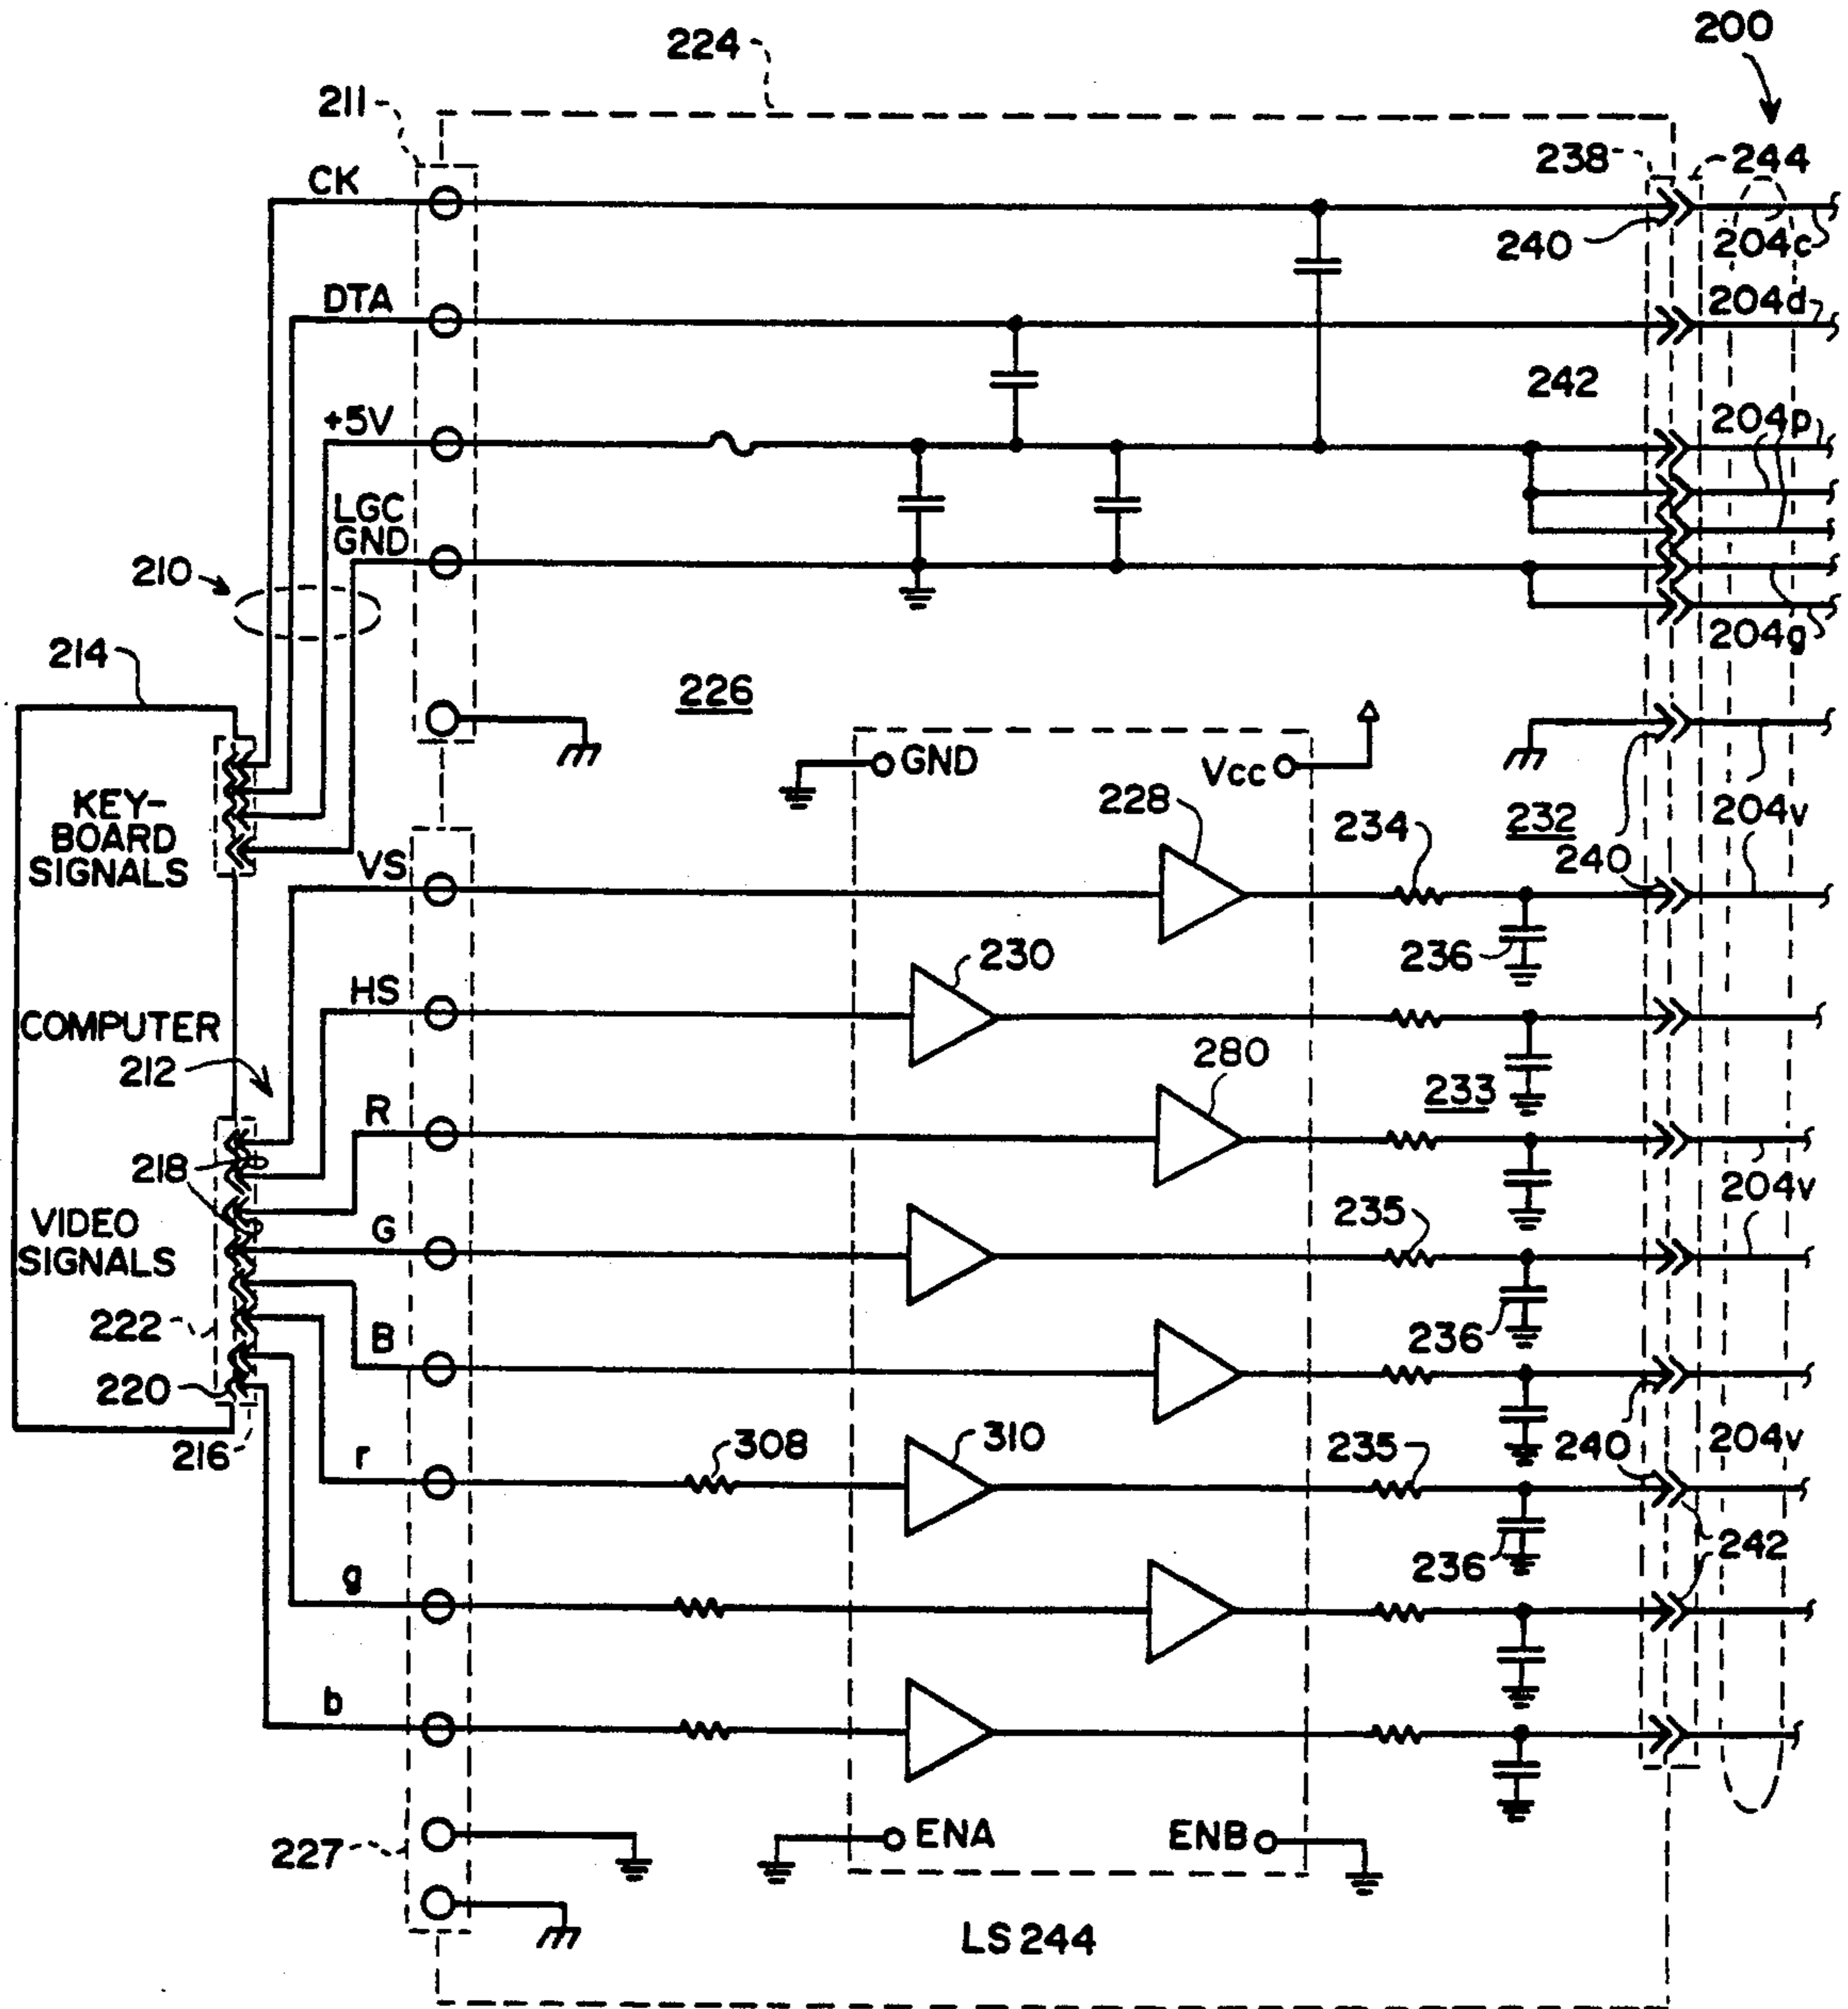 200
224
211
238
244
CK
240
204c
DTA
204d
242
+5V
204p
LGC
GND
210
204g
214
226
GND
Vcc
228
234
232
204v
KEY-
BOARD
SIGNALS
VS
240
236
230
HS
COMPUTER
212
280
233
R
218
204v
VIDEO
SIGNALS
G
235
222
B
236
220
216
308
310
235
240
204v
r
236
242
g
b
227
ENA
ENB
LS244